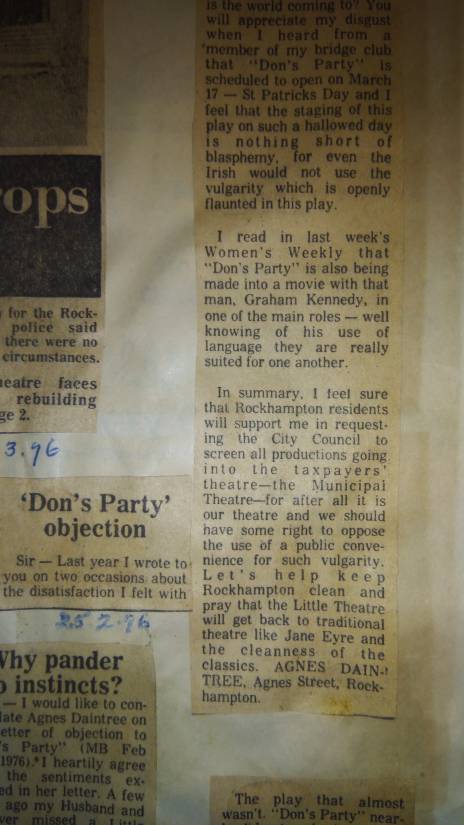 ops
for the Rock-
police said
there were no
circumstances.
eatre faces
rebuilding
ge 2.
3.76
'Don's Party'
objection
Sir — Last year I wrote to
you on two occasions about
the disatisfaction I felt with
25 2.76
Why pander
o instincts?
— I would like to con-
late Agnes Daintree on
etter of objection to
's Party" (MB Feb
1976). I heartily agree
the sentiments ex-
ed in her letter. A few
ago my Husband and
ver missed a Little
is the world coming to? You
will appreciate my disgust
when I heard from a
member of my bridge club
that "Don's Party" is
scheduled to open on March
17 — St Patricks Day and I
feel that the staging of this
play on such a hallowed day
is nothing short of
blasphemy, for even the
Irish would not use the
vulgarity which is openly
flaunted in this play.
I read in last week's
Women's Weekly that
"Don's Party" is also being
made into a movie with that
man, Graham Kennedy, in
one of the main roles — well
knowing of his use of
language they are really
suited for one another.
In summary, I feel sure
that Rockhampton residents
will support me in request-
ing the City Council to
screen all productions going
into the taxpayers'
theatre—the Municipal
Theatre—for after all it is
our theatre and we should
have some right to oppose
the use of a public conve-
nience for such vulgarity.
Let's help keep
Rockhampton clean and
pray that the Little Theatre
will get back to traditional
theatre like Jane Eyre and
the cleanness of the
classics. AGNES DAIN-
TREE, Agnes Street, Rock-
hampton.
The play that almost
wasn't. "Don's Party" near-